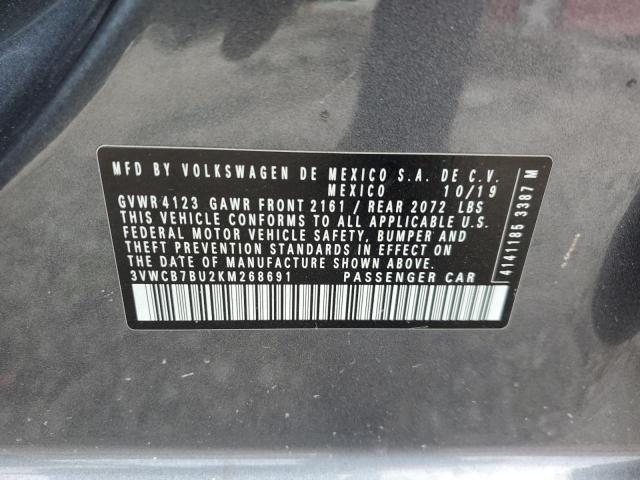 MFD BY VOLKSWAGEN DE MEXICO S.A. DE C.V.
MEXICO 10/19
GVWR 4123 GAWR FRONT 2161 / REAR 2072 LBS
THIS VEHICLE CONFORMS TO ALL APPLICABLE U.S.
FEDERAL MOTOR VEHICLE SAFETY, BUMPER AND
THEFT PREVENTION STANDARDS IN EFFECT ON
THE DATE OF MANUFACTURE SHOWN ABOVE.
3VWCB7BU2KM268691 PASSENGER CAR
4141185 3387 M